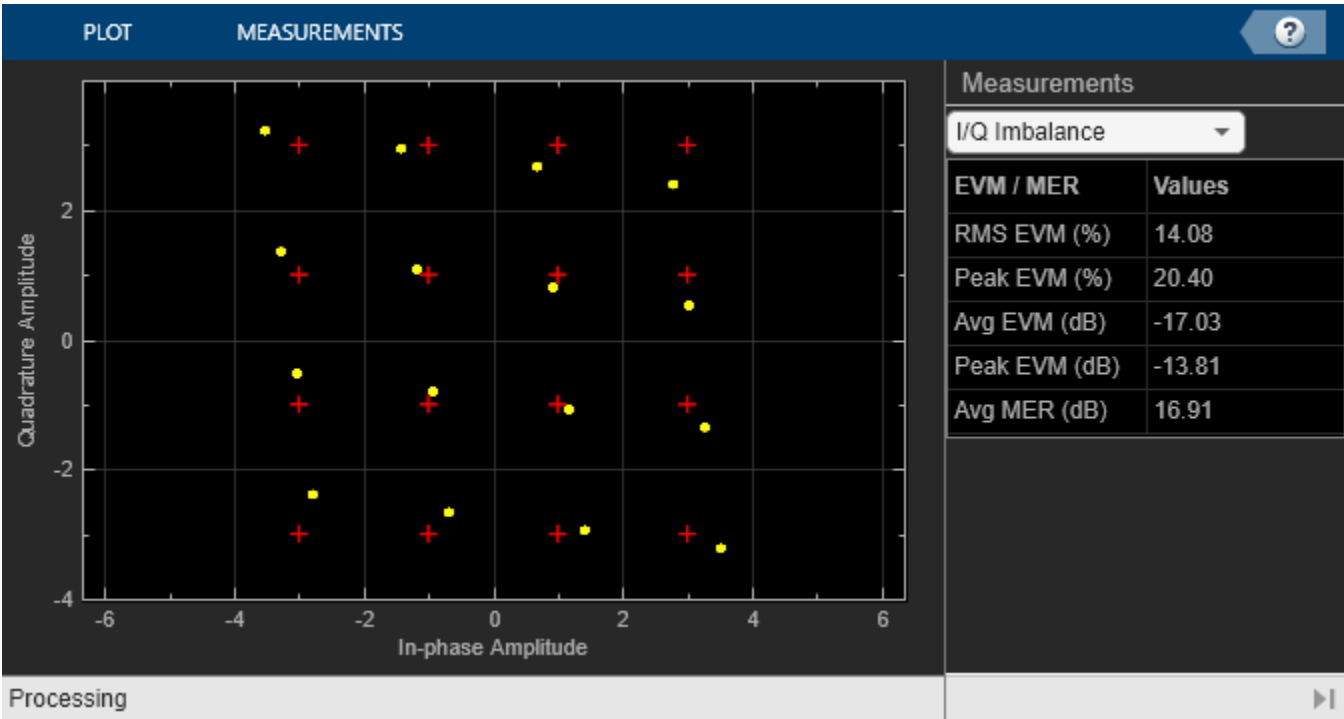 PLOT MEASUREMENTS ?
Measurements
I/Q Imbalance
EVM / MER Values
RMS EVM (%) 14.08
Peak EVM (%) 20.40
Avg EVM (dB) -17.03
Peak EVM (dB) -13.81
Avg MER (dB) 16.91
Quadrature Amplitude
2
0
-2
-4
-6 -4 -2 0 2 4 6
In-phase Amplitude
Processing